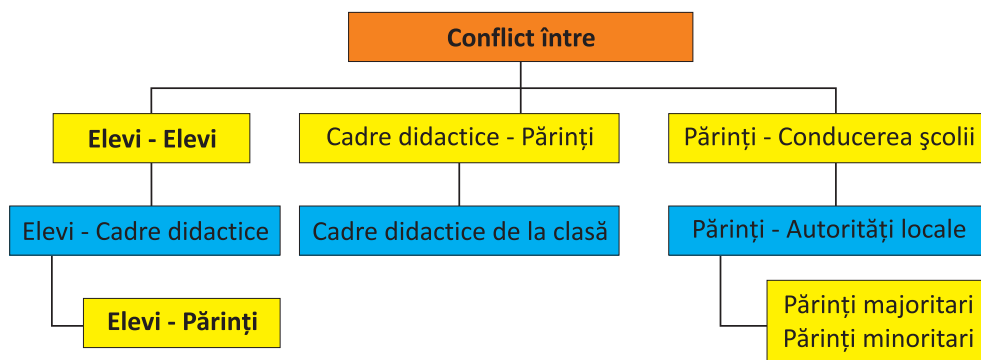 Conflict între
Elevi - Elevi
Cadre didactice - Părinți
Părinți - Conducerea şcolii
Elevi - Cadre didactice
Cadre didactice de la clasă
Părinți - Autorități locale
Elevi - Părinți
Părinți majoritari
Părinți minoritari